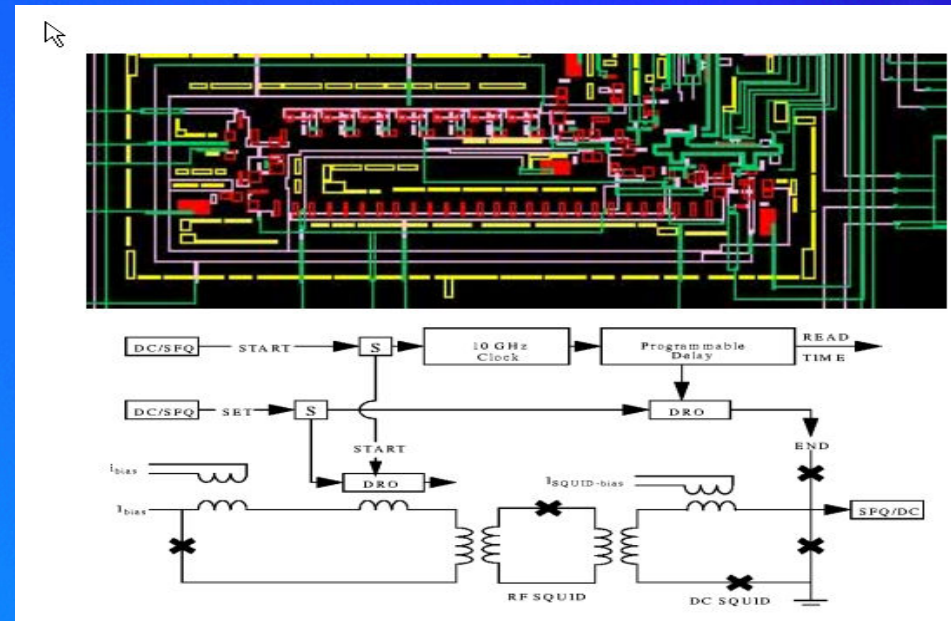 DC/SFQ START S 10 GHz Clock Programmable Delay READ TIME
DC/SFQ SET S DRO
END
START
i bias DRO I SQUID-bias
I bias SFQ/DC
RF SQUID DC SQUID